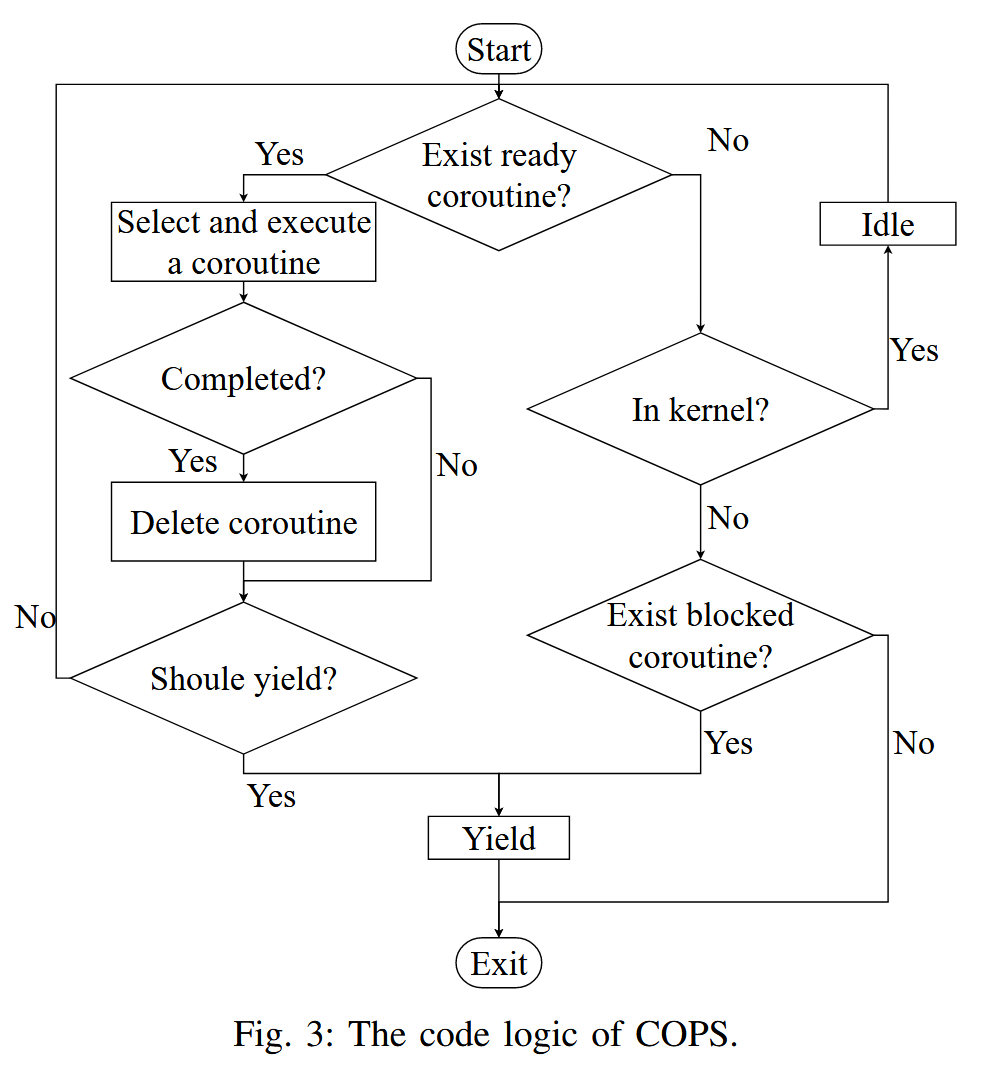 Start
Exist ready
coroutine?
Yes
No
Select and execute
a coroutine
Idle
Completed?
In kernel?
Yes
Yes
No
Delete coroutine
No
Exist blocked
coroutine?
No
Shoule yield?
Yes
No
Yes
Yield
Exit
Fig. 3: The code logic of COPS.